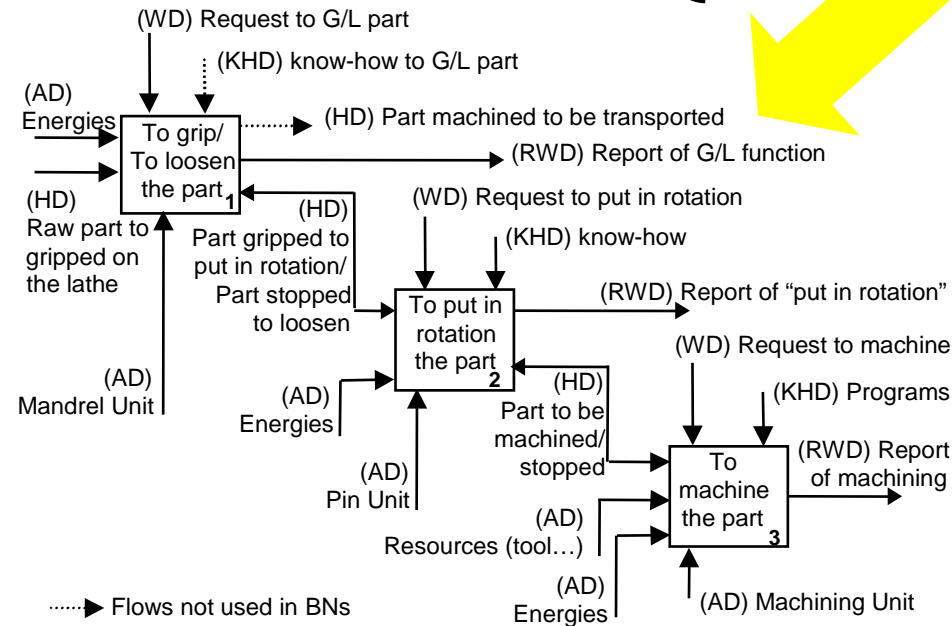 (WD) Request to G/L part
(KHD) know-how to G/L part
(AD)
Energies
To grip/
To loosen
the part
1
(HD) Part machined to be transported
(RWD) Report of G/L function
(HD)
Raw part to
gripped on
the lathe
(HD)
Part gripped to
put in rotation/
Part stopped
to loosen
(WD) Request to put in rotation
(KHD) know-how
(AD)
Mandrel Unit
To put in
rotation
the part
2
(RWD) Report of “put in rotation”
(AD)
Energies
(AD)
Pin Unit
(HD)
Part to be
machined/
stopped
(WD) Request to machine
(KHD) Programs
To
machine
the part
3
(RWD) Report
of machining
(AD)
Resources (tool…)
(AD)
Energies
(AD) Machining Unit
Flows not used in BNs